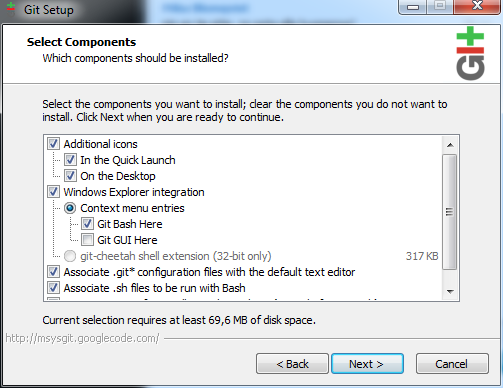 Git Setup
Select Components
Which components should be installed?
Git
Select the components you want to install; clear the components you do not want to
install. Click Next when you are ready to continue.
Additional icons
In the Quick Launch
On the Desktop
Windows Explorer integration
Context menu entries
Git Bash Here
Git GUI Here
git-cheetah shell extension (32-bit only) 317 KB
Associate .git* configuration files with the default text editor
Associate .sh files to be run with Bash
Current selection requires at least 69,6 MB of disk space.
http://msysgit.googlecode.com/
< Back
Next >
Cancel